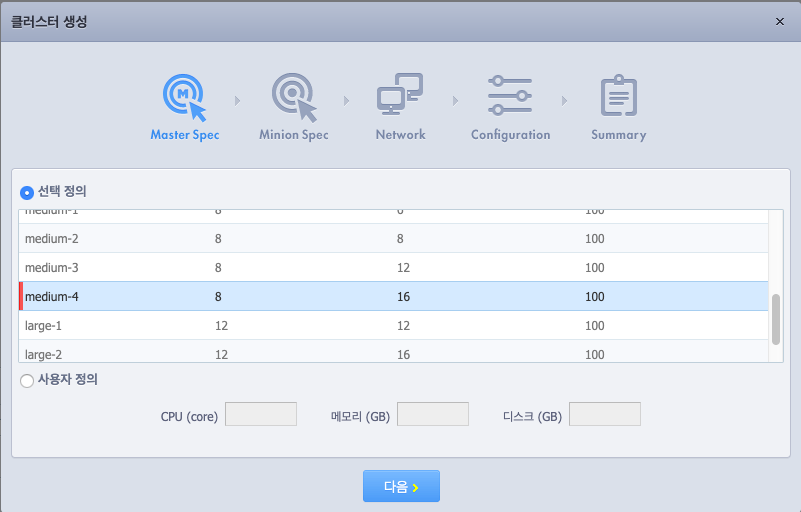 클러스터 생성 ×
M
Master Spec Minion Spec Network Configuration Summary
선택 정의
medium-1 8 100
medium-2 8 8 100
medium-3 8 12 100
medium-4 8 16 100
large-1 12 12 100
large-2 12 16 100
사용자 정의
CPU (core) 메모리 (GB) 디스크 (GB)
다음 ›